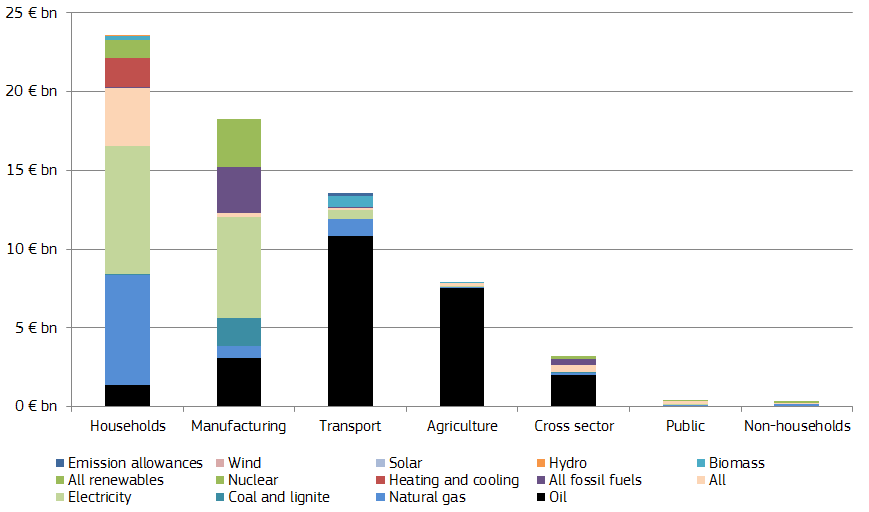 25 € bn
20 € bn
15 € bn
10 € bn
5 € bn
0 € bn
Households Manufacturing Transport Agriculture Cross sector Public Non-households
Emission allowances Wind Solar Hydro Biomass
All renewables Nuclear Heating and cooling All fossil fuels All
Electricity Coal and lignite Natural gas Oil